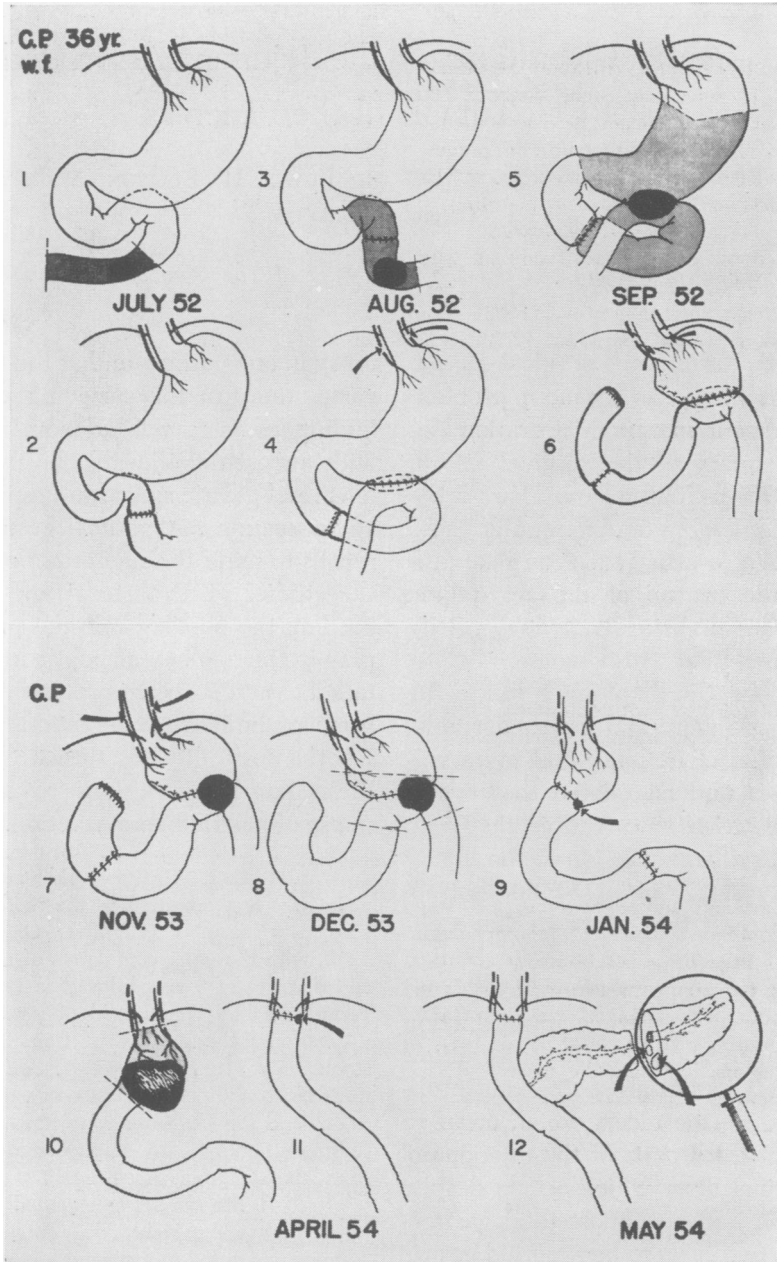 G.P 36 yr.
w.f.
1
3
5
JULY 52
AUG. 52
SEP. 52
2
4
6
G.P
7
8
9
NOV. 53
DEC. 53
JAN. 54
10
11
12
APRIL 54
MAY 54